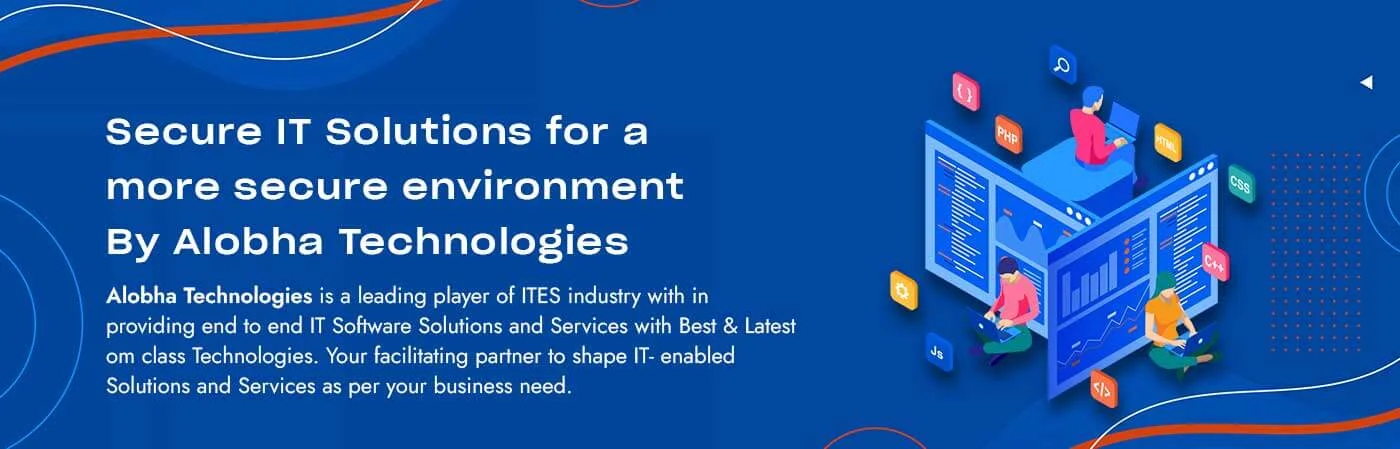 Secure IT Solutions for a
more secure environment
By Alobha Technologies
Alobha Technologies is a leading player of ITES industry with in
providing end to end IT Software Solutions and Services with Best & Latest
om class Technologies. Your facilitating partner to shape IT- enabled
Solutions and Services as per your business need.
{ }
PHP
HTML
CSS
C++
Js
</>